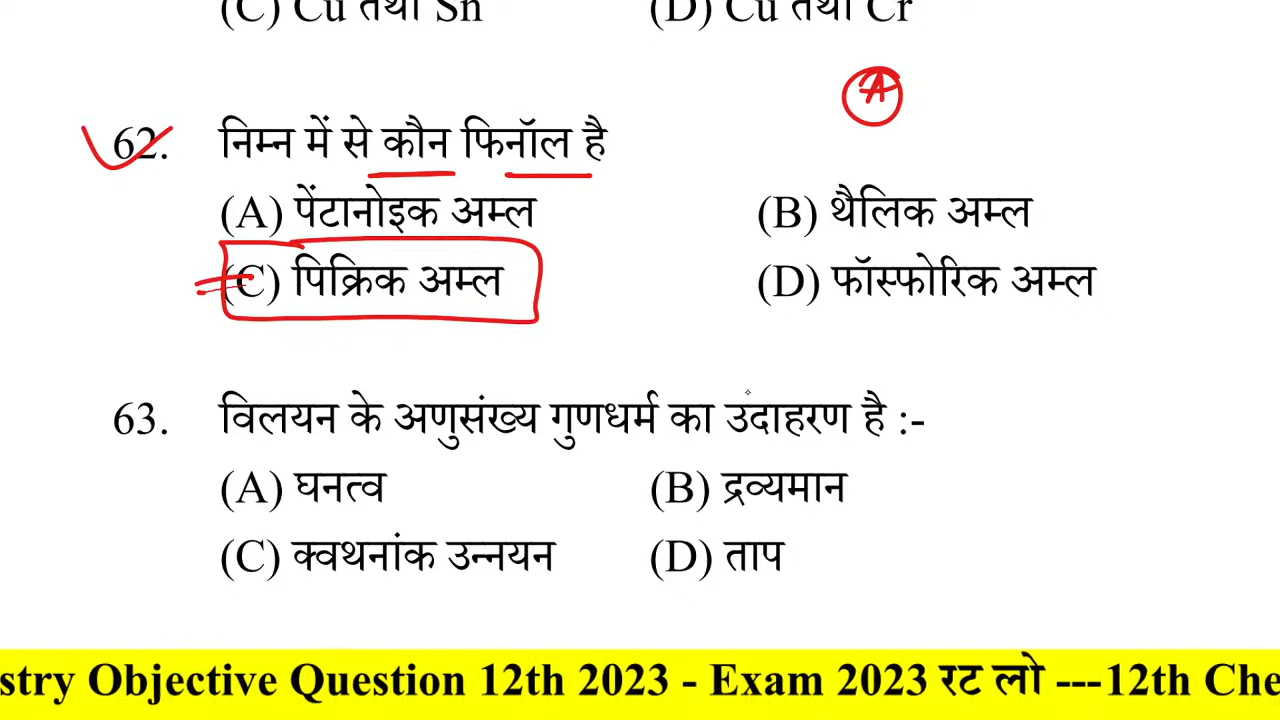 (C) Cu तथा Sn (D) Cu तथा Cr
A
62. निम्न में से कौन फिनॉल है
(A) पेंटानोइक अम्ल (B) थैलिक अम्ल
(C) पिक्रिक अम्ल (D) फॉस्फोरिक अम्ल
63. विलयन के अणुसंख्य गुणधर्म का उदाहरण है :-
(A) घनत्व (B) द्रव्यमान
(C) क्वथनांक उन्नयन (D) ताप
stry Objective Question 12th 2023 - Exam 2023 रट लो ---12th Che